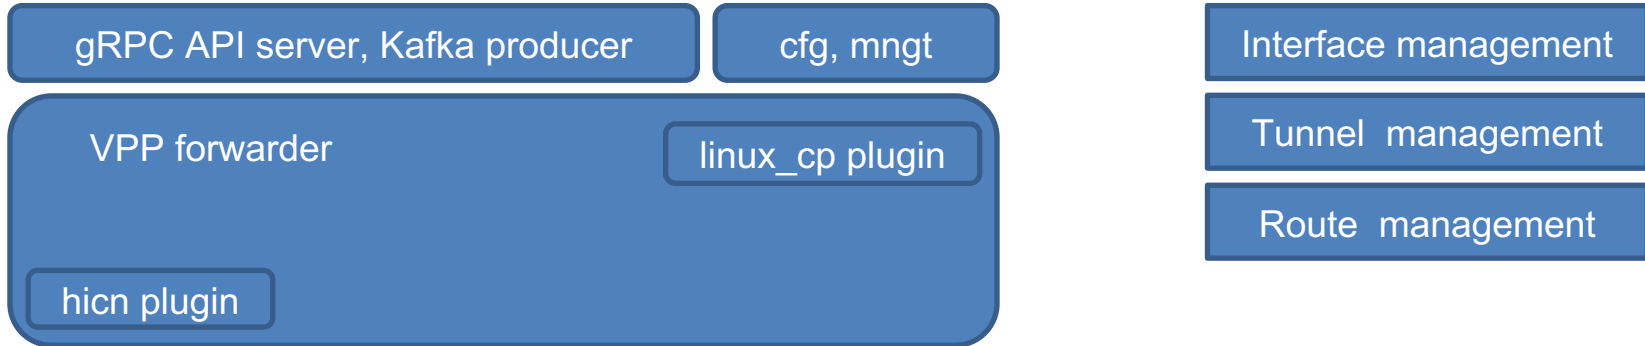 gRPC API server, Kafka producer
cfg, mngt
VPP forwarder
linux_cp plugin
hicn plugin
Interface management
Tunnel  management
Route  management